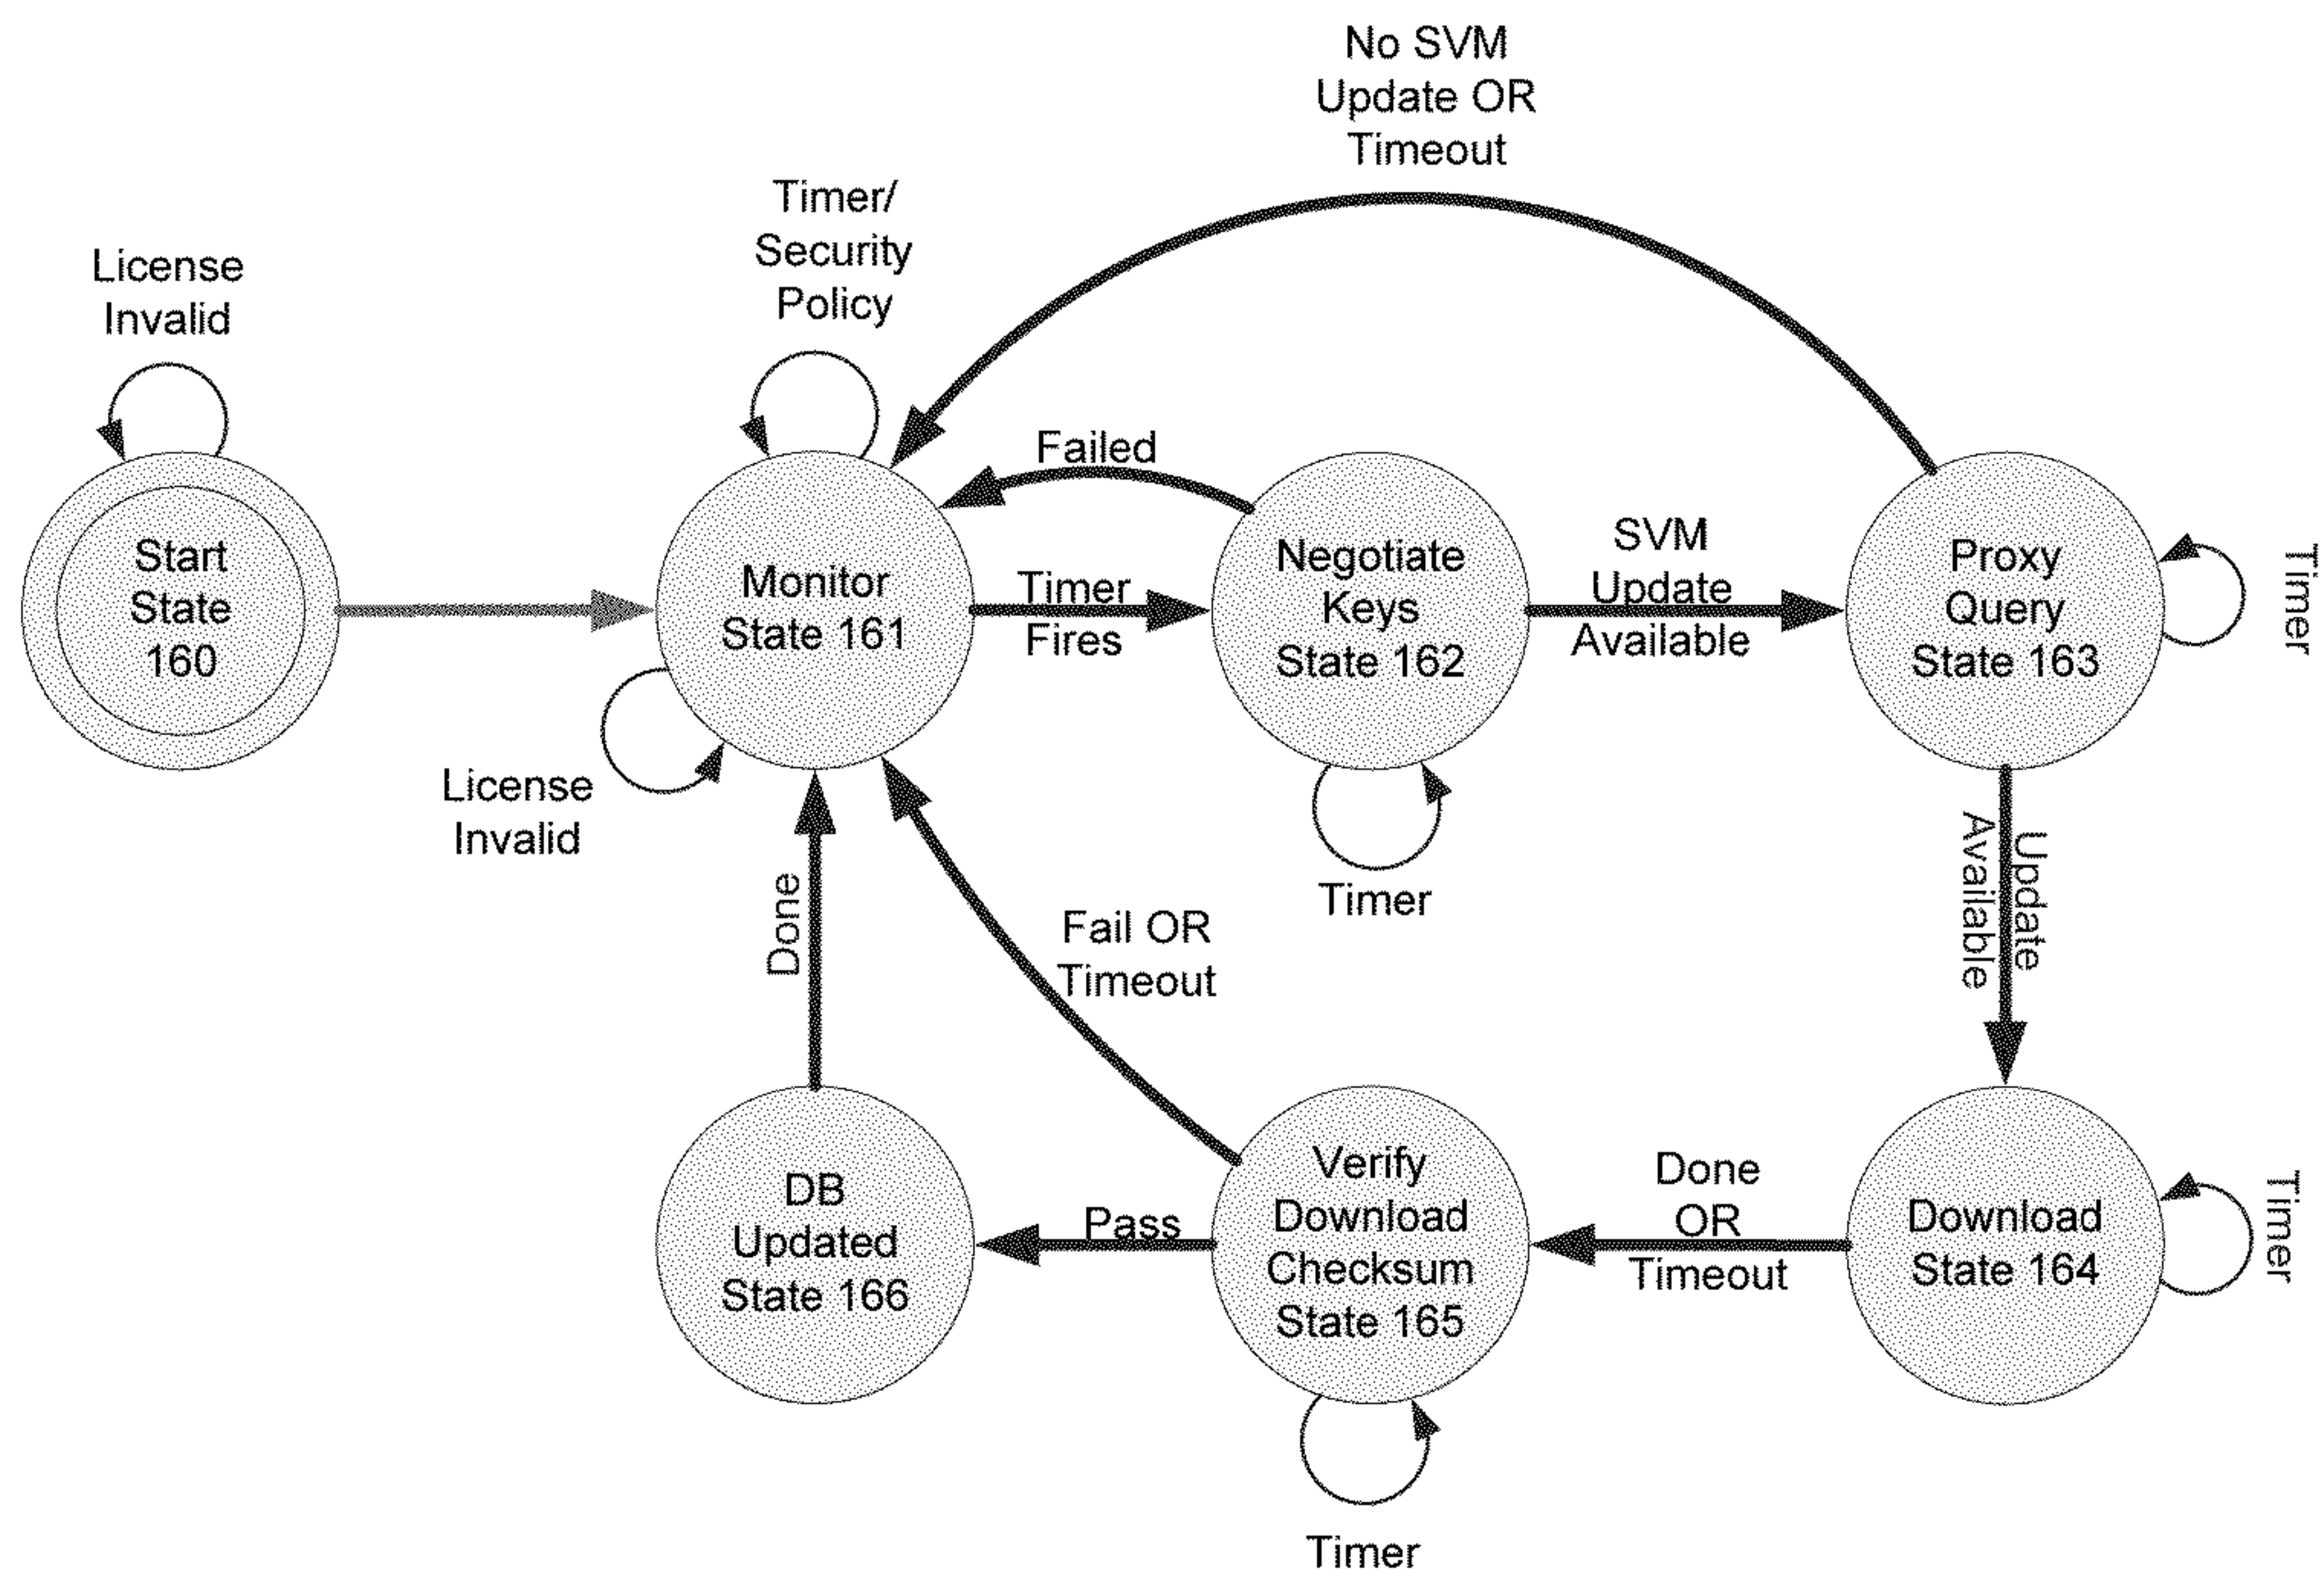 No SVM
Update OR
Timeout
Timer/
Security
Policy
License
Invalid
Failed
Start
State
160
Monitor
State 161
Timer
Fires
Negotiate
Keys
State 162
SVM
Update
Available
Proxy
Query
State 163
Timer
License
Invalid
Timer
Update
Available
Done
Fail OR
Timeout
DB
Updated
State 166
Pass
Verify
Download
Checksum
State 165
Done
OR
Timeout
Download
State 164
Timer
Timer